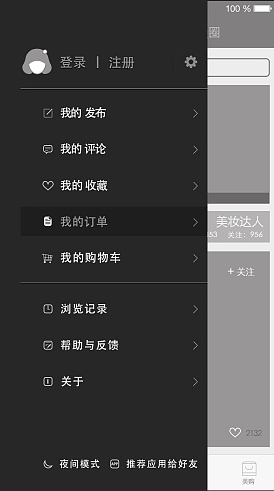 100 %
圈
登录 | 注册
我的 发布
我的 评论
我的 收藏
我的订单
我的购物车
美妆达人
关注：956
+ 关注
浏览记录
帮助与反馈
关于
2132
夜间模式 推荐应用给好友
美购